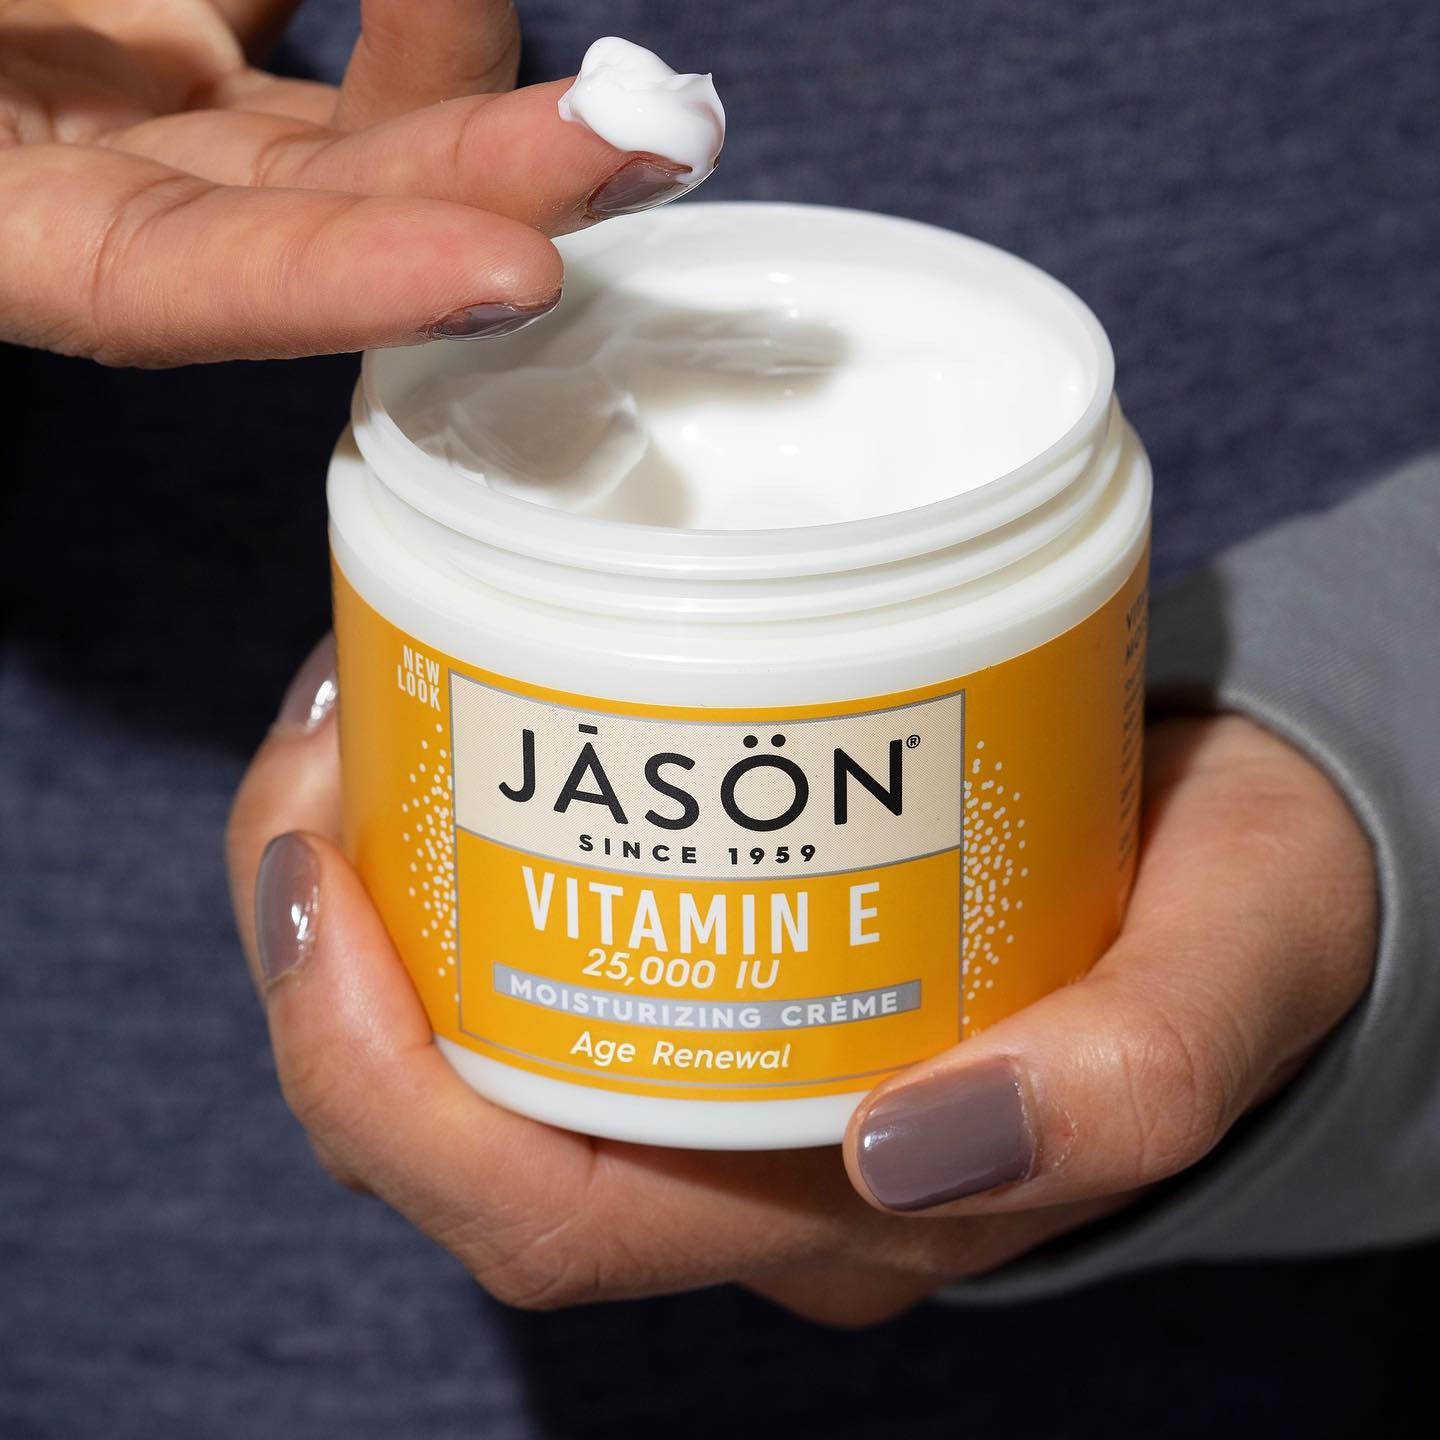 NEW
LOOK
JĀSÖN®
SINCE 1959
VITAMIN E
25,000 IU
MOISTURIZING CRÈME
Age Renewal